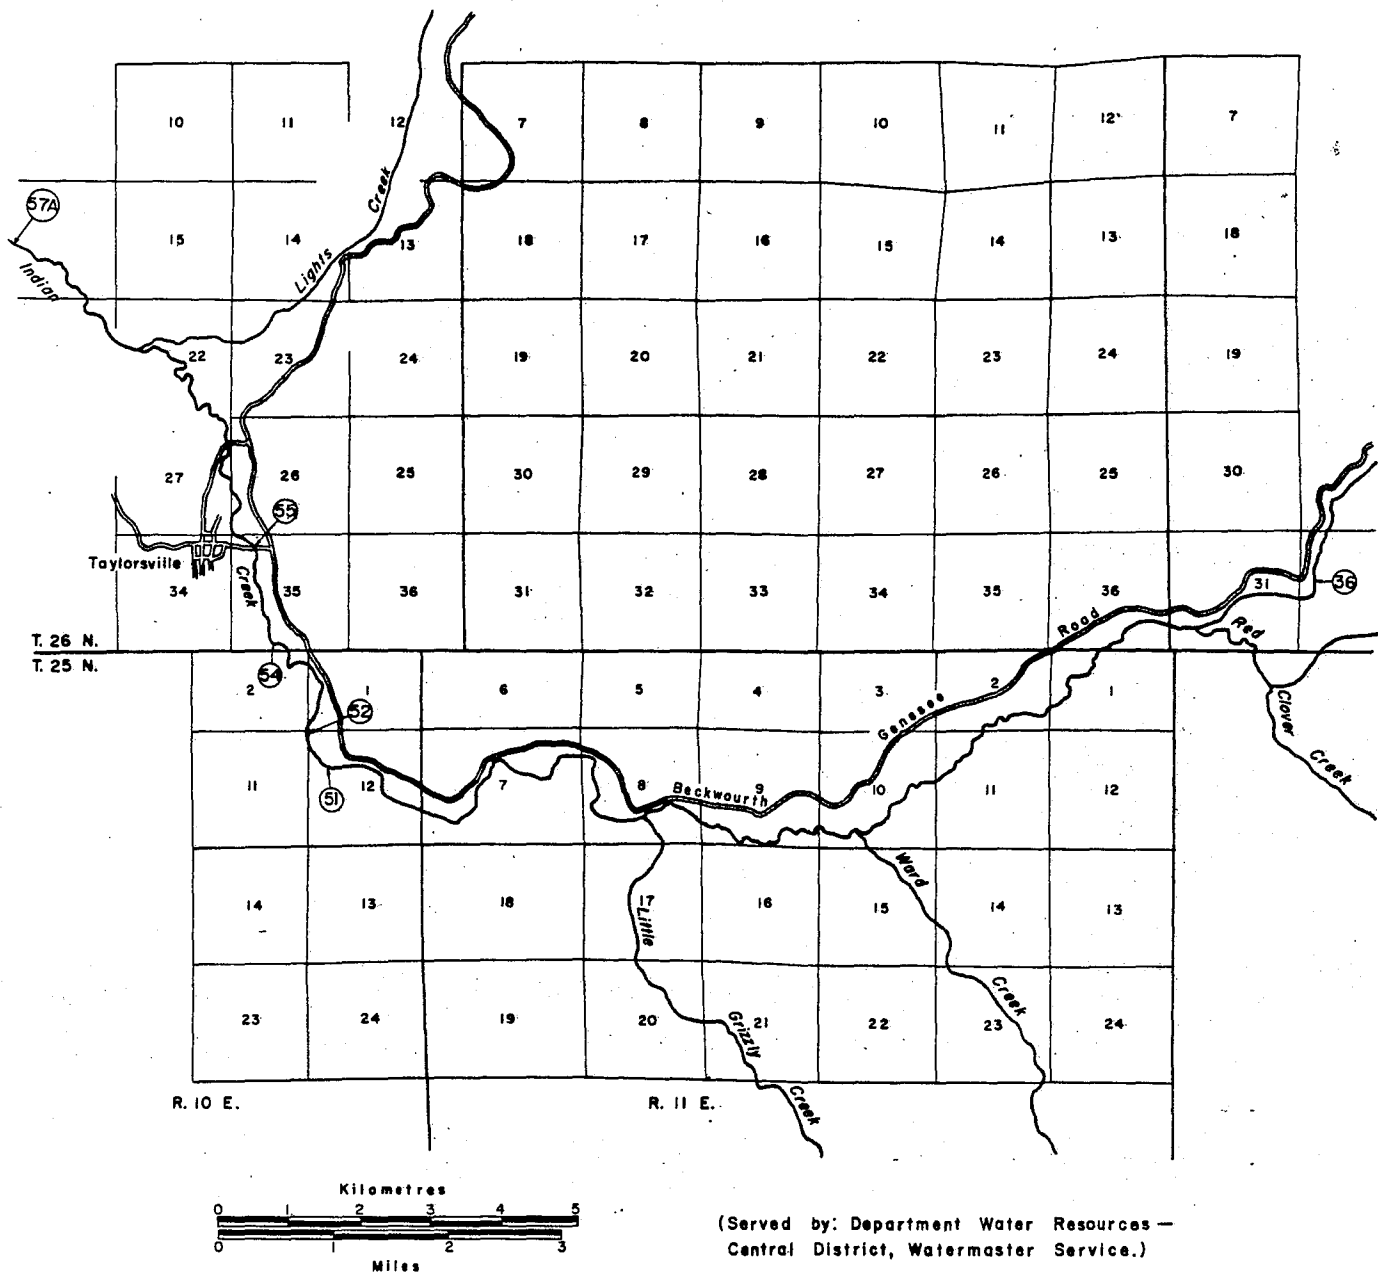 10 11 12 7 8 9 10 11 12 7
57A
Creek
15 14 13 18 17 16 15 14 13 18
Indian
Lights
22 23 24 19 20 21 22 23 24 19
27 26 25 30 29 28 27 26 25 30
55
Taylorsville
Creek
34 35 36 31 32 33 34 35 36 31
36
Road
Red
T. 26 N.
T. 25 N.
54
2 1 6 5 4 3 2 1
52
Genesee
Clover
Creek
11 12 7 8 9 10 11 12
51
Beckwourth
Ward
14 13 18 17 16 15 14 13
Little
Creek
23 24 19 20 21 22 23 24
Grizzly
Creek
R. 10 E. R. 11 E.
Kilometres
0 1 2 3 4 5
0 1 2 3
Miles
(Served by: Department Water Resources —
Central District, Watermaster Service.)